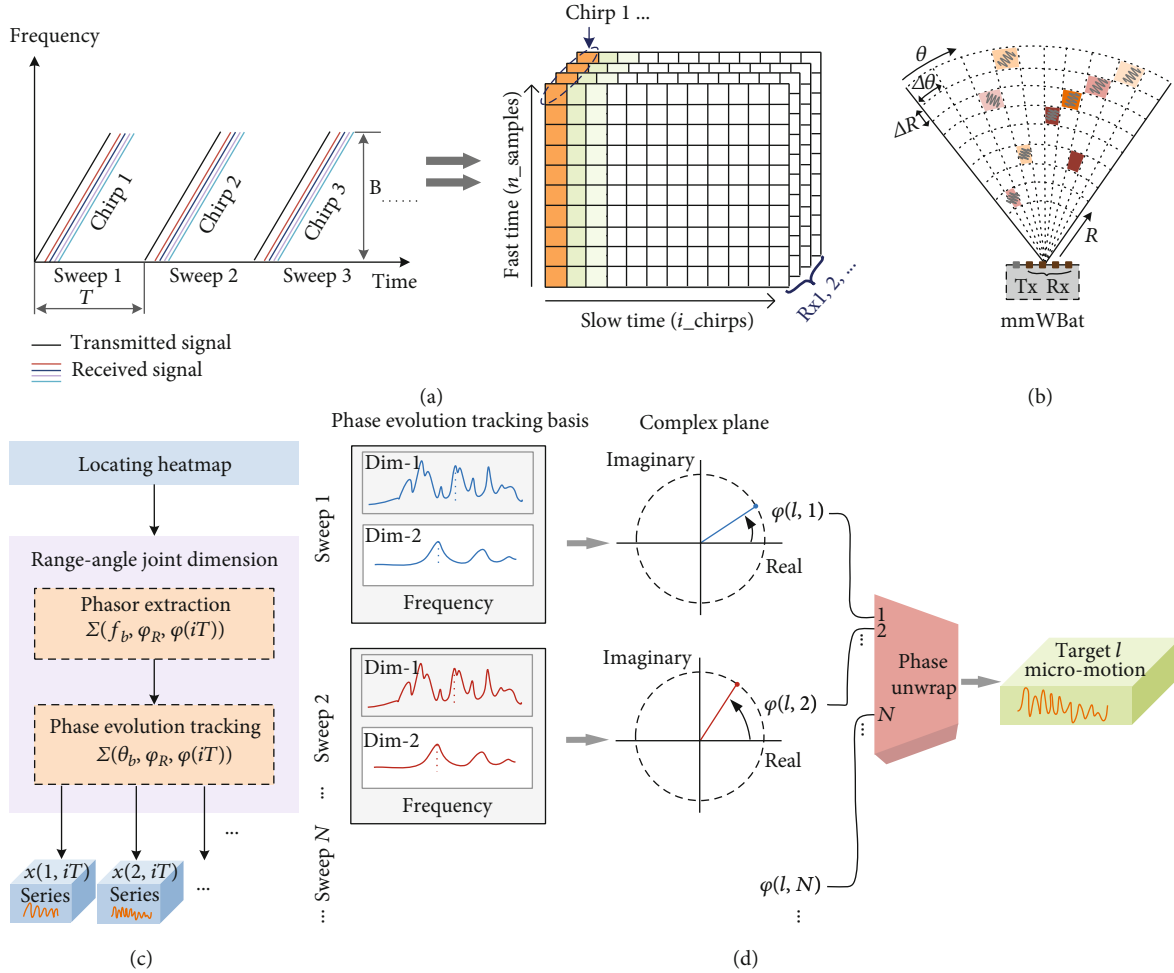 Frequency
Chirp 1
Chirp 2
Chirp 3
B
......
Sweep 1
Sweep 2
Sweep 3
Time
T
Transmitted signal
Received signal
Chirp 1 ...
Fast time (n_samples)
Slow time (i_chirps)
Rx1, 2, ...
(a)
θ
Δθ
ΔR
R
Tx
Rx
mmWBat
(b)
Locating heatmap
Range-angle joint dimension
Phasor extraction
Σ(f_b, φ_R, φ(iT))
Phase evolution tracking
Σ(θ_b, φ_R, φ(iT))
...
x(1, iT)
Series
x(2, iT)
Series
...
(c)
Phase evolution tracking basis
Complex plane
Sweep 1
Dim-1
Dim-2
Frequency
Imaginary
Real
φ(l, 1)
Sweep 2
Dim-1
Dim-2
Frequency
Imaginary
Real
φ(l, 2)
...
Sweep N
...
φ(l, N)
...
1
2
...
N
...
Phase
unwrap
Target l
micro-motion
(d)